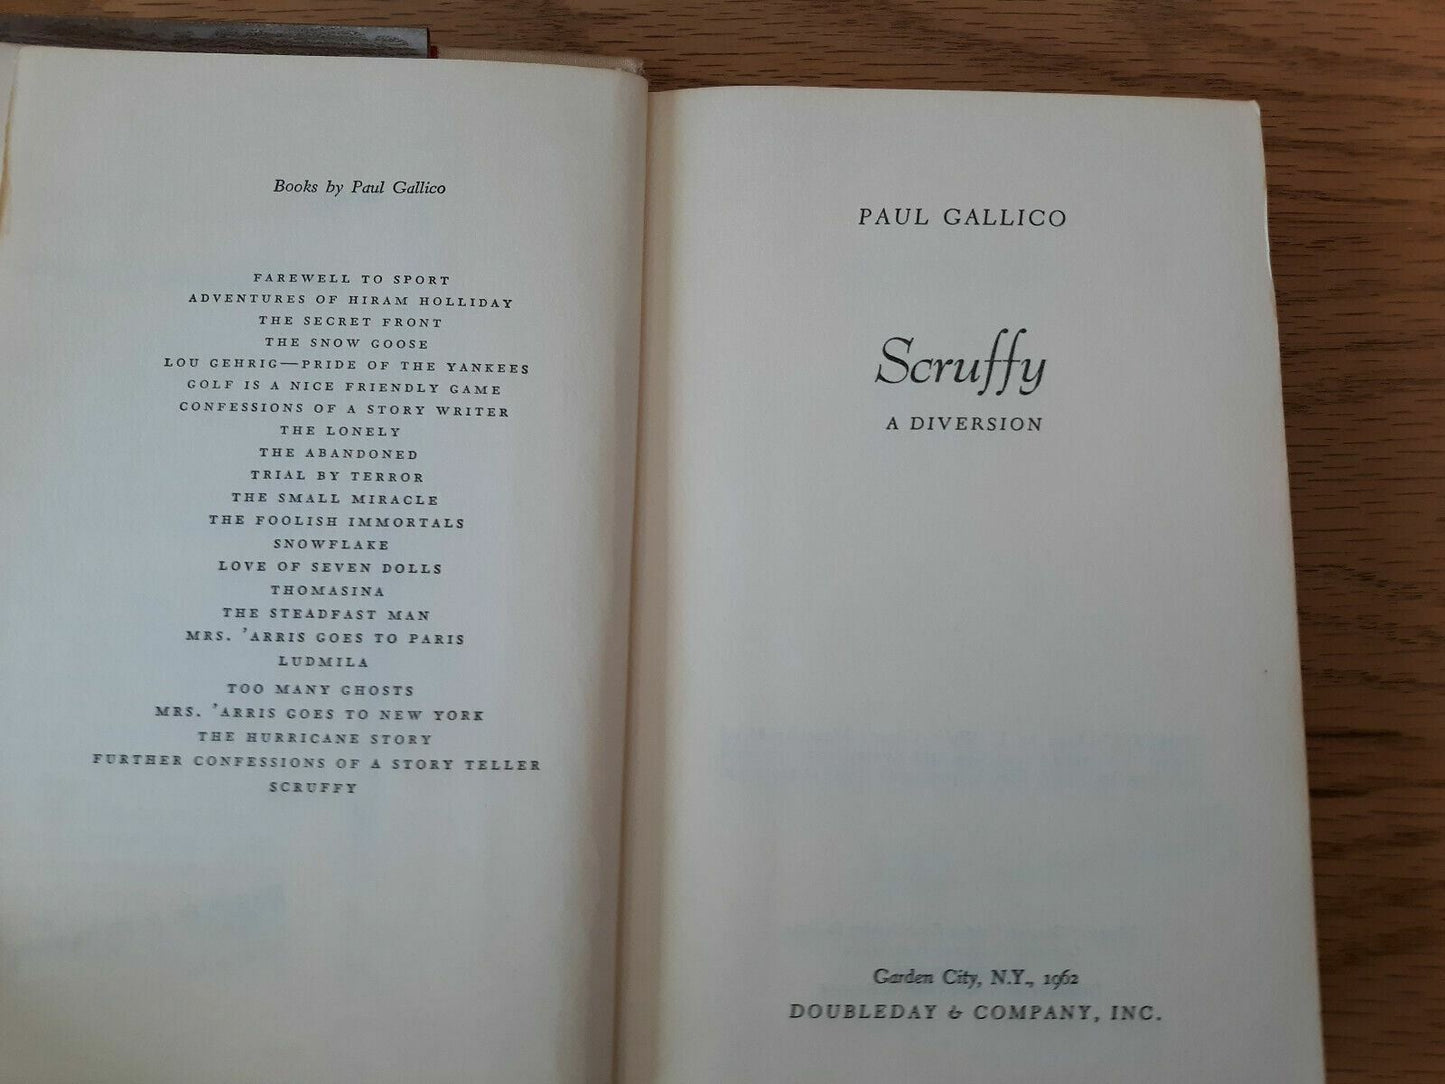 Books by Paul Gallico
FAREWELL TO SPORT
ADVENTURES OF HIRAM HOLLIDAY
THE SECRET FRONT
THE SNOW GOOSE
LOU GEHRIG—PRIDE OF THE YANKEES
GOLF IS A NICE FRIENDLY GAME
CONFESSIONS OF A STORY WRITER
THE LONELY
THE ABANDONED
TRIAL BY TERROR
THE SMALL MIRACLE
THE FOOLISH IMMORTALS
SNOWFLAKE
LOVE OF SEVEN DOLLS
THOMASINA
THE STEADFAST MAN
MRS. 'ARRIS GOES TO PARIS
LUDMILA
TOO MANY GHOSTS
MRS. 'ARRIS GOES TO NEW YORK
THE HURRICANE STORY
FURTHER CONFESSIONS OF A STORY TELLER
SCRUFFY
PAUL GALLICO
Scruffy
A DIVERSION
Garden City, N.Y., 1962
DOUBLEDAY & COMPANY, INC.